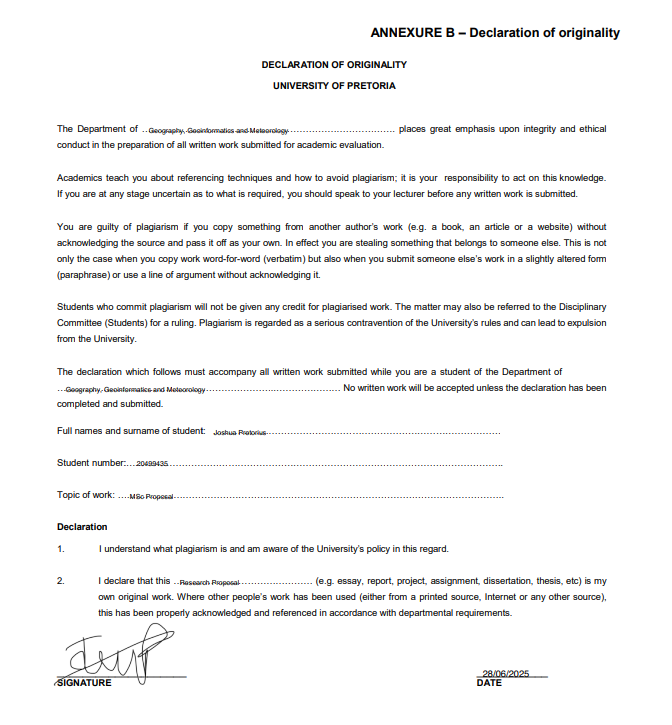 ANNEXURE B – Declaration of originality
DECLARATION OF ORIGINALITY
UNIVERSITY OF PRETORIA
The Department of ..Geography, Geoinformatics and Meteorology.................................. places great emphasis upon integrity and ethical
conduct in the preparation of all written work submitted for academic evaluation.
Academics teach you about referencing techniques and how to avoid plagiarism; it is your responsibility to act on this knowledge.
If you are at any stage uncertain as to what is required, you should speak to your lecturer before any written work is submitted.
You are guilty of plagiarism if you copy something from another author's work (e.g. a book, an article or a website) without
acknowledging the source and pass it off as your own. In effect you are stealing something that belongs to someone else. This is not
only the case when you copy work word-for-word (verbatim) but also when you submit someone else's work in a slightly altered form
(paraphrase) or use a line of argument without acknowledging it.
Students who commit plagiarism will not be given any credit for plagiarised work. The matter may also be referred to the Disciplinary
Committee (Students) for a ruling. Plagiarism is regarded as a serious contravention of the University's rules and can lead to expulsion
from the University.
The declaration which follows must accompany all written work submitted while you are a student of the Department of
...Geography, Geoinformatics and Meteorology........................................... No written work will be accepted unless the declaration has been
completed and submitted.
Full names and surname of student: Joshua Pretorius..............................................................................
Student number:...20499435...............................................................................................................
Topic of work: ....MSc Proposal.............................................................................................................
Declaration
1. I understand what plagiarism is and am aware of the University's policy in this regard.
2. I declare that this ..Research Proposal........................ (e.g. essay, report, project, assignment, dissertation, thesis, etc) is my
own original work. Where other people's work has been used (either from a printed source, Internet or any other source),
this has been properly acknowledged and referenced in accordance with departmental requirements.
28/06/2025
SIGNATURE DATE